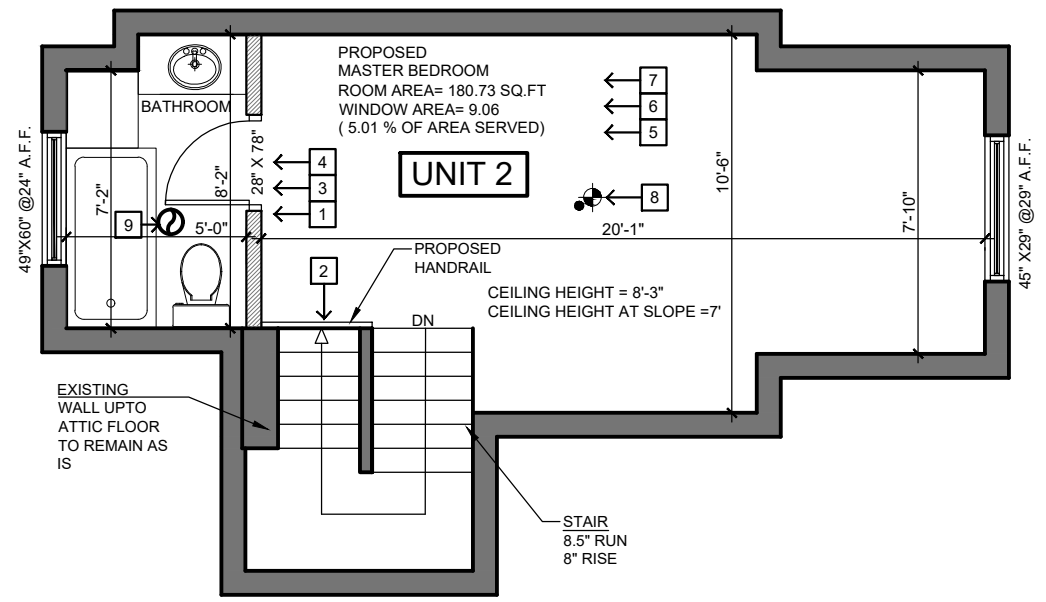 PROPOSED
MASTER BEDROOM
ROOM AREA= 180.73 SQ.FT
WINDOW AREA= 9.06
( 5.01 % OF AREA SERVED)
UNIT 2
BATHROOM
28" X 78"
8'-2"
7'-2"
5'-0"
49"X60" @24" A.F.F.
9
4
3
1
2
7
6
5
8
10'-6"
20'-1"
7'-10"
45" X29" @29" A.F.F.
PROPOSED
HANDRAIL
CEILING HEIGHT = 8'-3"
CEILING HEIGHT AT SLOPE =7'
DN
EXISTING
WALL UPTO
ATTIC FLOOR
TO REMAIN AS
IS
STAIR
8.5" RUN
8" RISE